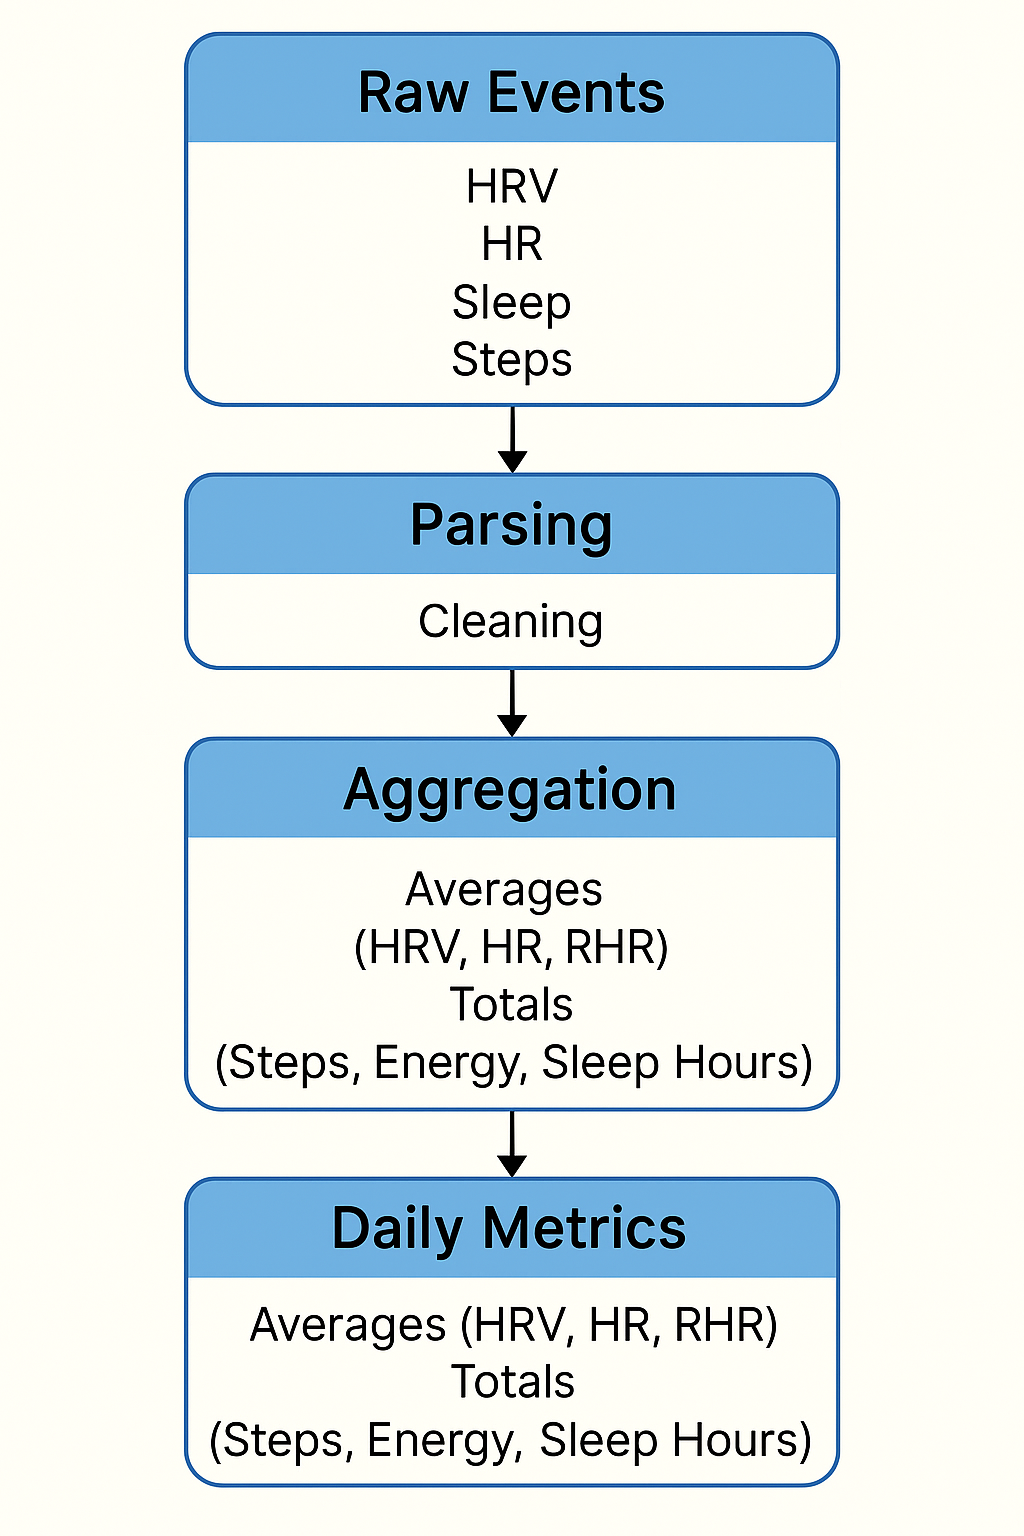 Raw Events
HRV
HR
Sleep
Steps
Parsing
Cleaning
Aggregation
Averages
(HRV, HR, RHR)
Totals
(Steps, Energy, Sleep Hours)
Daily Metrics
Averages (HRV, HR, RHR)
Totals
(Steps, Energy, Sleep Hours)